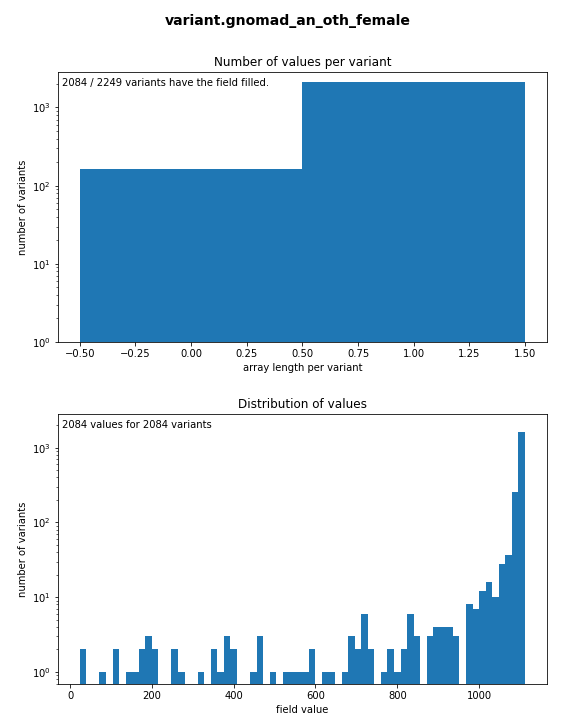 variant.gnomad_an_oth_female
Number of values per variant
2084 / 2249 variants have the field filled.
number of variants
10³
10²
10¹
10⁰
−0.50 −0.25 0.00 0.25 0.50 0.75 1.00 1.25 1.50
array length per variant
Distribution of values
2084 values for 2084 variants
number of variants
10³
10²
10¹
10⁰
0 200 400 600 800 1000
field value